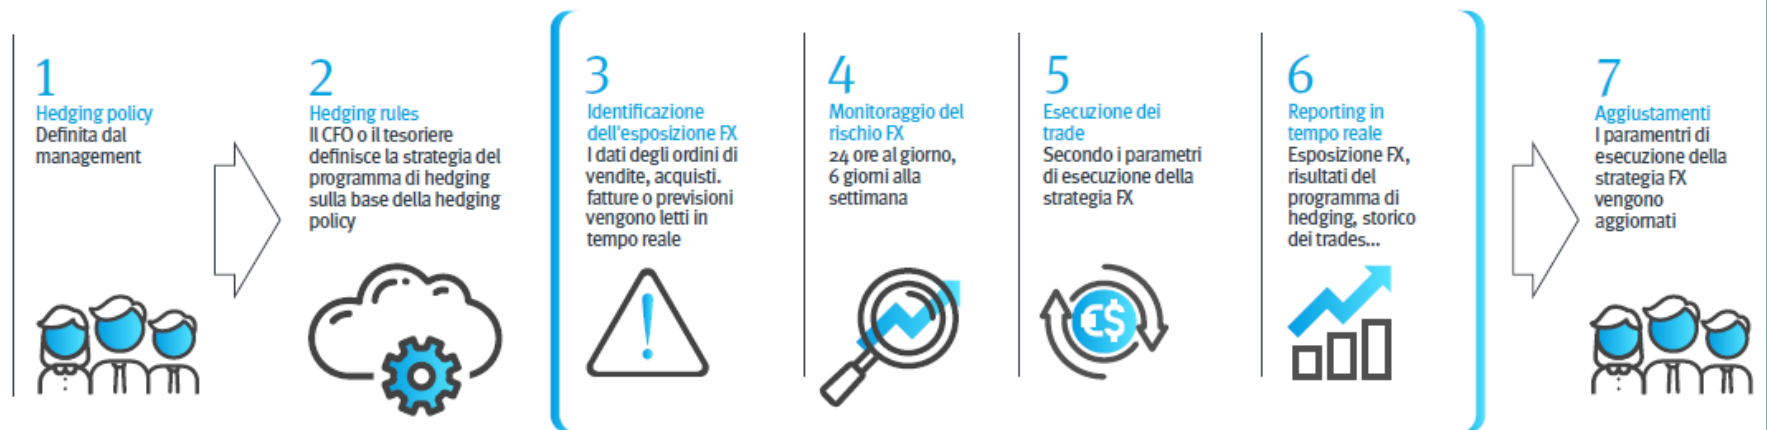 1
Hedging policy
Definita dal
management
2
Hedging rules
Il CFO o il tesoriere
definisce la strategia del
programma di hedging
sulla base della hedging
policy
3
Identificazione
dell'esposizione FX
I dati degli ordini di
vendite, acquisti.
fatture o previsioni
vengono letti in
tempo reale
4
Monitoraggio del
rischio FX
24 ore al giorno,
6 giorni alla
settimana
5
Esecuzione dei
trade
Secondo i parametri
di esecuzione della
strategia FX
€$
6
Reporting in
tempo reale
Esposizione FX,
risultati del
programma di
hedging, storico
dei trades...
7
Aggiustamenti
I paramentri di
esecuzione della
strategia FX
vengono
aggiornati